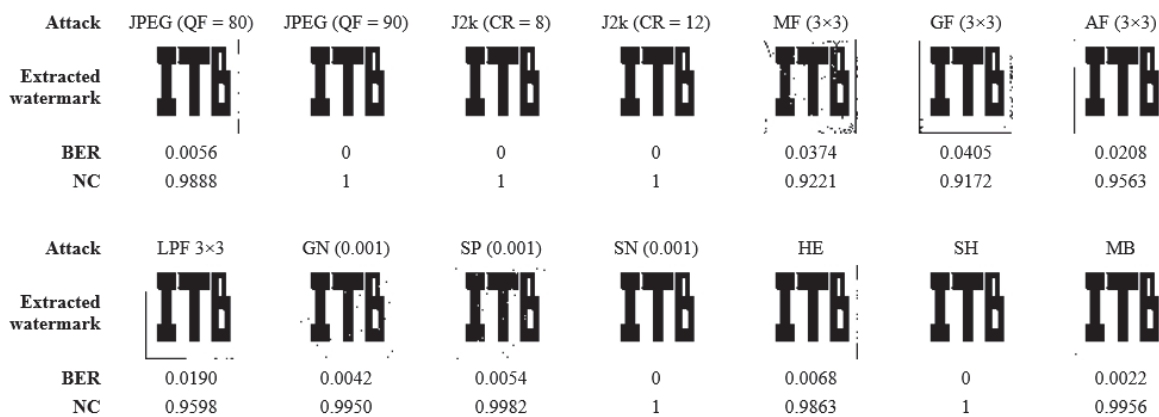 Attack JPEG (QF = 80) JPEG (QF = 90) J2k (CR = 8) J2k (CR = 12) MF (3×3) GF (3×3) AF (3×3)
Extracted ITB ITB ITB ITB ITB ITB ITB
watermark
BER 0.0056 0 0 0 0.0374 0.0405 0.0208
NC 0.9888 1 1 1 0.9221 0.9172 0.9563
Attack LPF 3×3 GN (0.001) SP (0.001) SN (0.001) HE SH MB
Extracted ITB ITB ITB ITB ITB ITB ITB
watermark
BER 0.0190 0.0042 0.0054 0 0.0068 0 0.0022
NC 0.9598 0.9950 0.9982 1 0.9863 1 0.9956